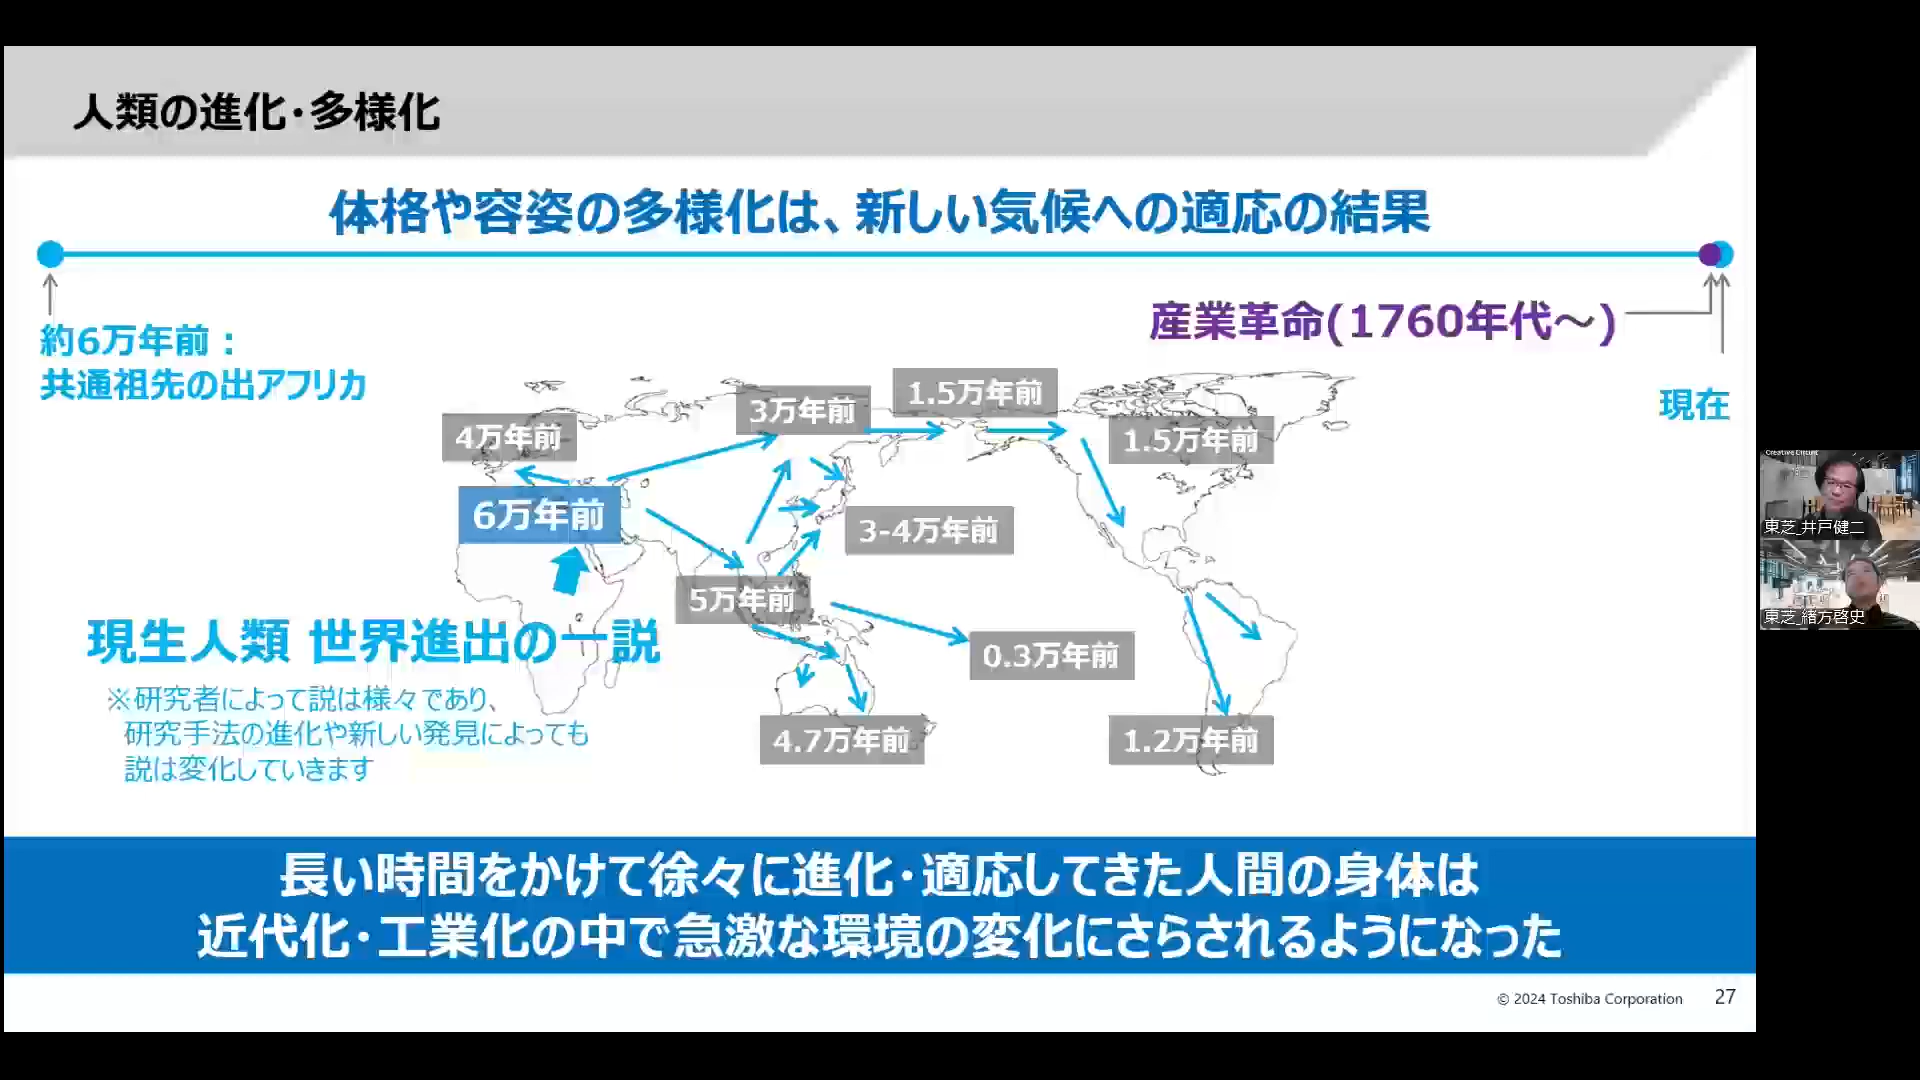 人類の進化・多様化
体格や容姿の多様化は、新しい気候への適応の結果
約6万年前：
共通祖先の出アフリカ
産業革命(1760年代～)
現在
1.5万年前
3万年前
4万年前
1.5万年前
6万年前
3-4万年前
5万年前
0.3万年前
4.7万年前
1.2万年前
現生人類 世界進出の一説
※研究者によって説は様々であり、
研究手法の進化や新しい発見によっても
説は変化していきます
長い時間をかけて徐々に進化・適応してきた人間の身体は
近代化・工業化の中で急激な環境の変化にさらされるようになった
© 2024 Toshiba Corporation 27
Creative Circuit
東芝_井戸健二
東芝_緒方啓史